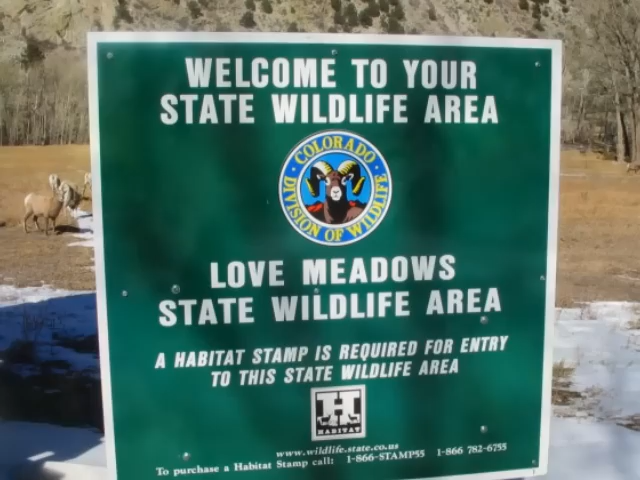 WELCOME TO YOUR
STATE WILDLIFE AREA
COLORADO
DIVISION OF WILDLIFE
LOVE MEADOWS
STATE WILDLIFE AREA
A HABITAT STAMP IS REQUIRED FOR ENTRY
TO THIS STATE WILDLIFE AREA
H
HABITAT
www.wildlife.state.co.us
To purchase a Habitat Stamp call: 1-866-STAMP55 1-866 782-6755